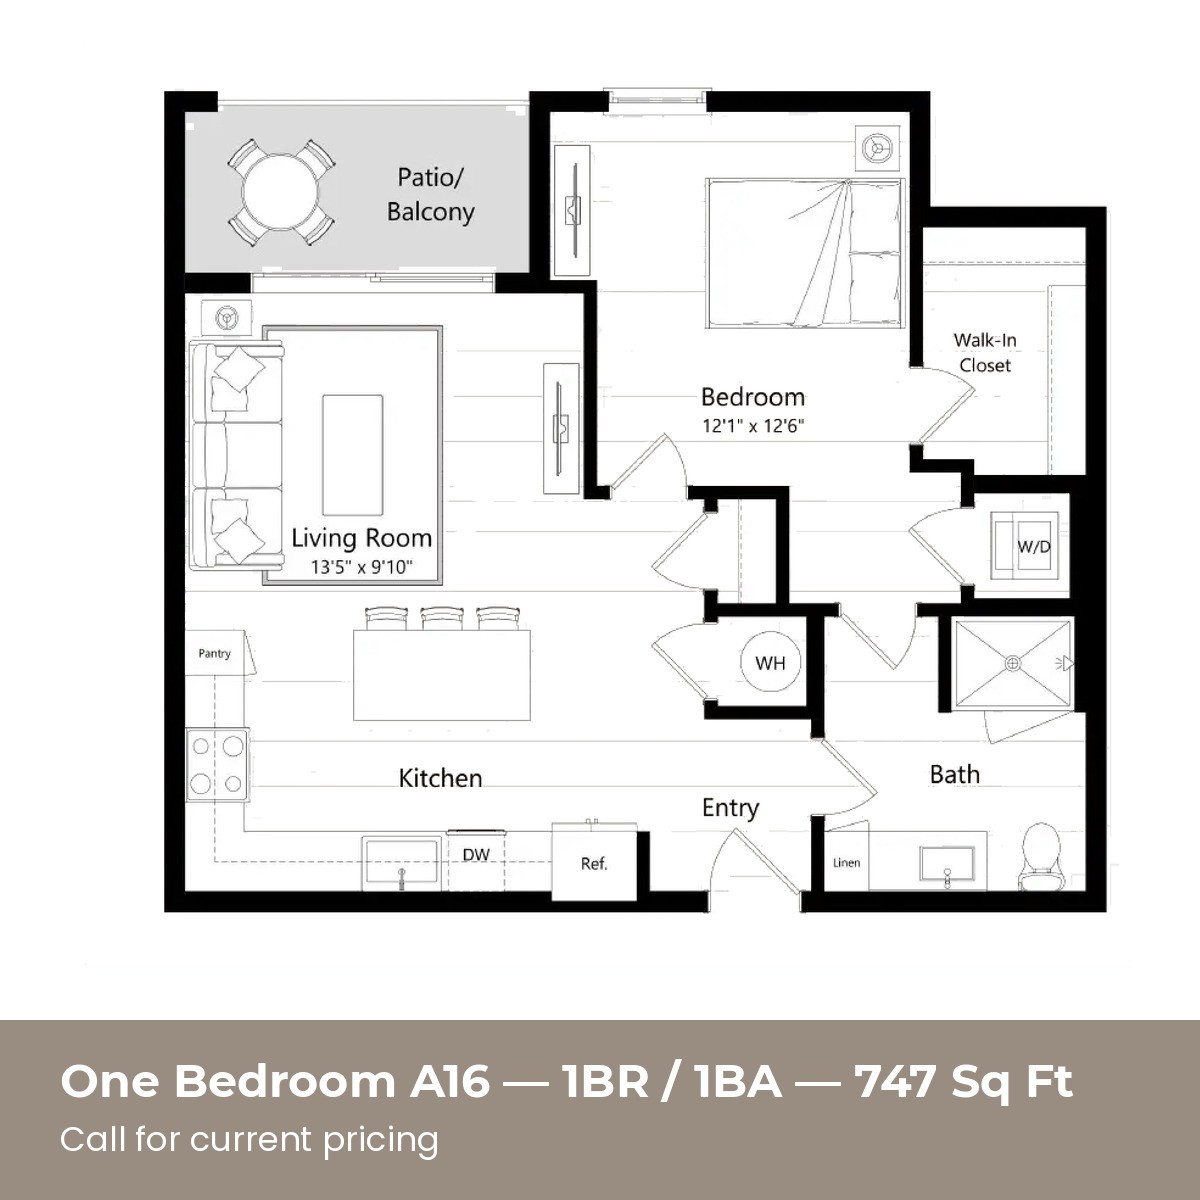 Patio/
Balcony
Walk-In
Closet
Bedroom
12'1" x 12'6"
Living Room
13'5" x 9'10"
W/D
Pantry
WH
Kitchen
Bath
Entry
DW
Ref.
Linen
One Bedroom A16 — 1BR / 1BA — 747 Sq Ft
Call for current pricing